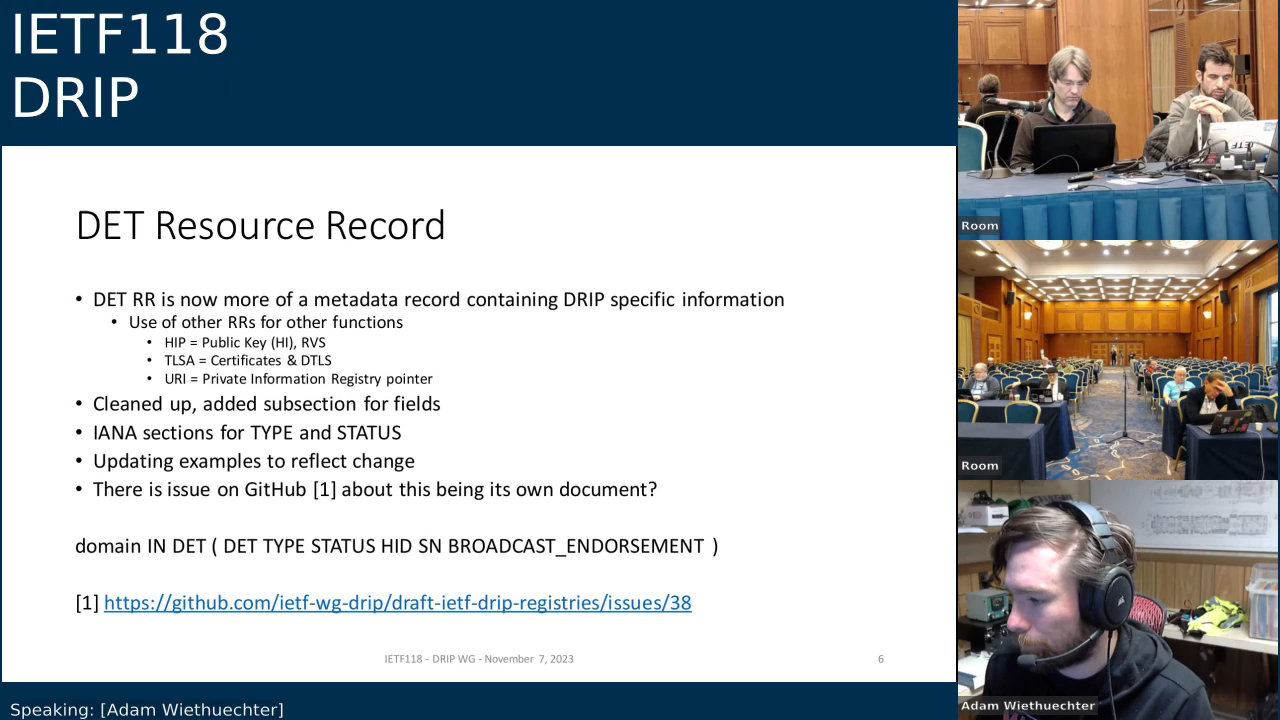 IETF118
DRIP
DET Resource Record
• DET RR is now more of a metadata record containing DRIP specific information
• Use of other RRs for other functions
• HIP = Public Key (HI), RVS
• TLSA = Certificates & DTLS
• URI = Private Information Registry pointer
• Cleaned up, added subsection for fields
• IANA sections for TYPE and STATUS
• Updating examples to reflect change
• There is issue on GitHub [1] about this being its own document?
domain IN DET ( DET TYPE STATUS HID SN BROADCAST_ENDORSEMENT )
[1] https://github.com/ietf-wg-drip/draft-ietf-drip-registries/issues/38
IETF118 - DRIP WG - November 7, 2023
6
Speaking: [Adam Wiethuechter]
IETF
Room
Room
Adam Wiethuechter